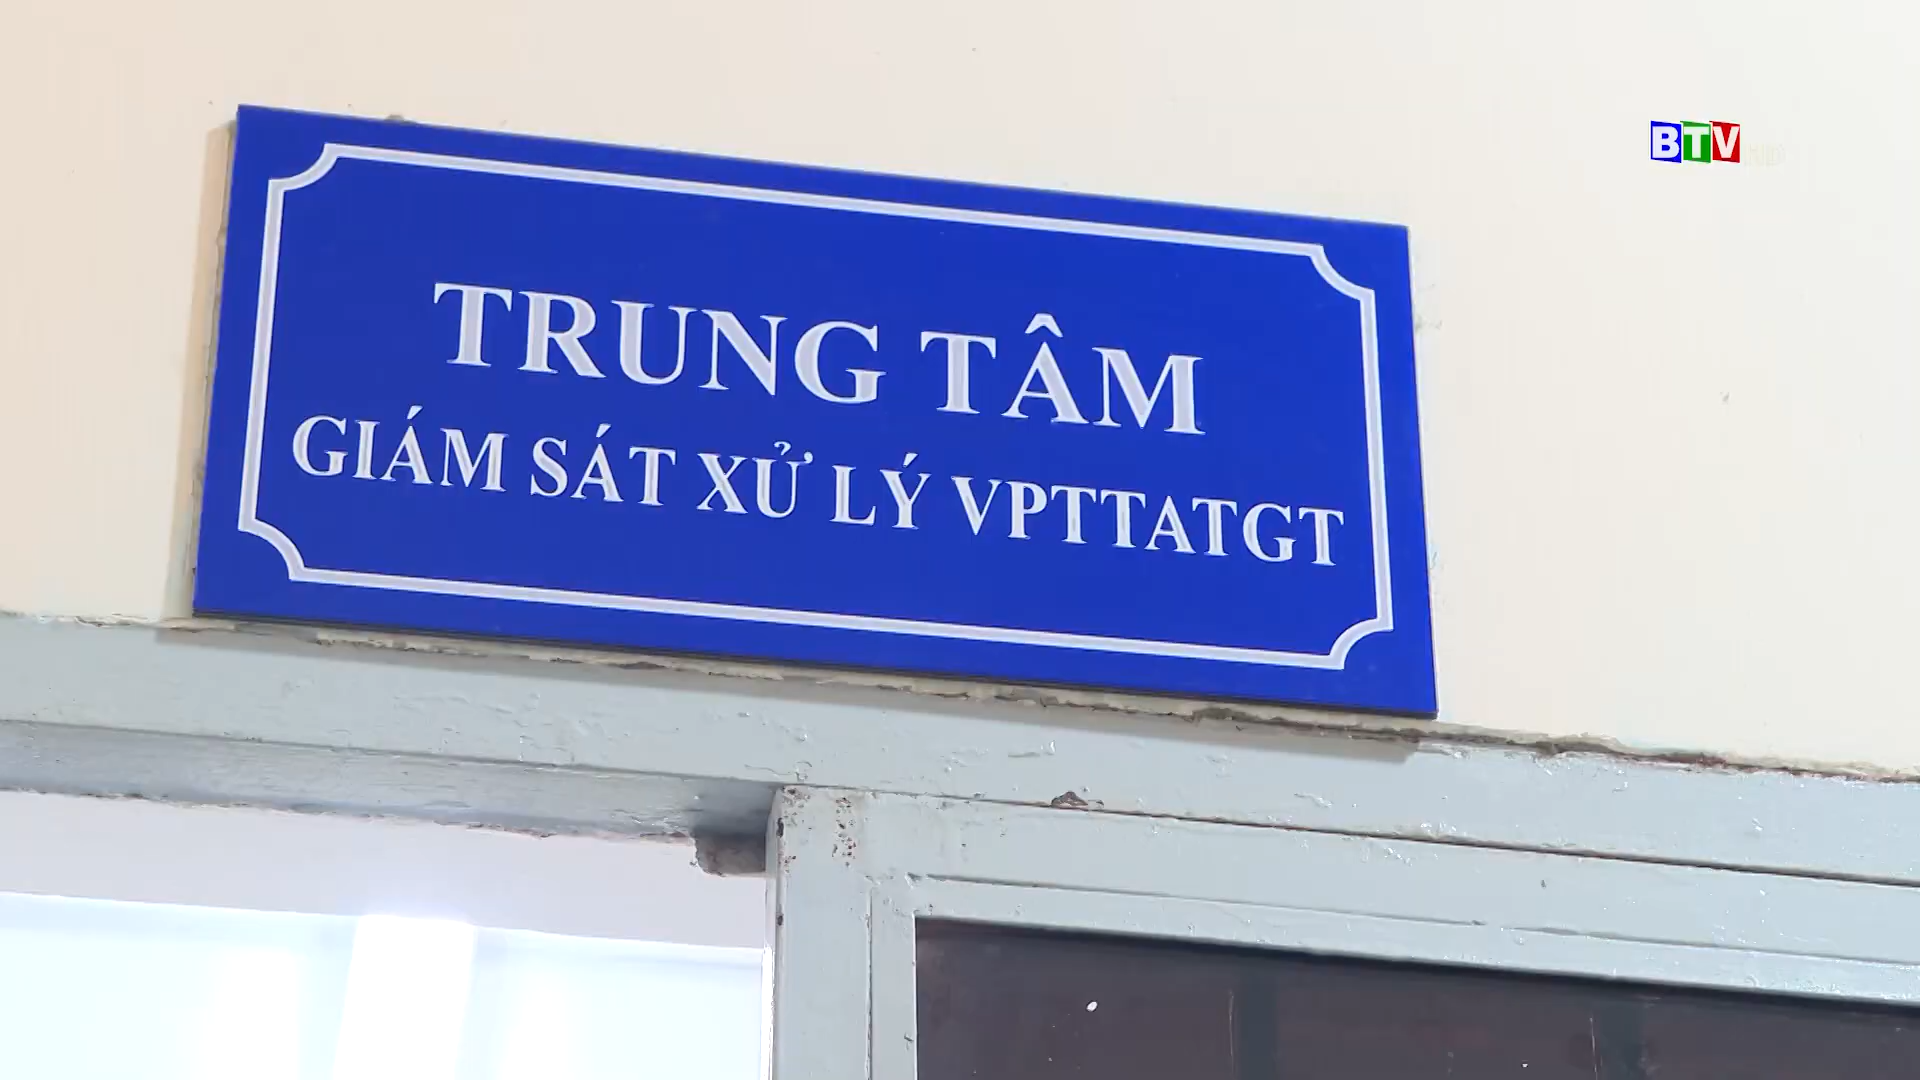 BTV
TRUNG TÂM
GIÁM SÁT XỬ LÝ VPTTATGT